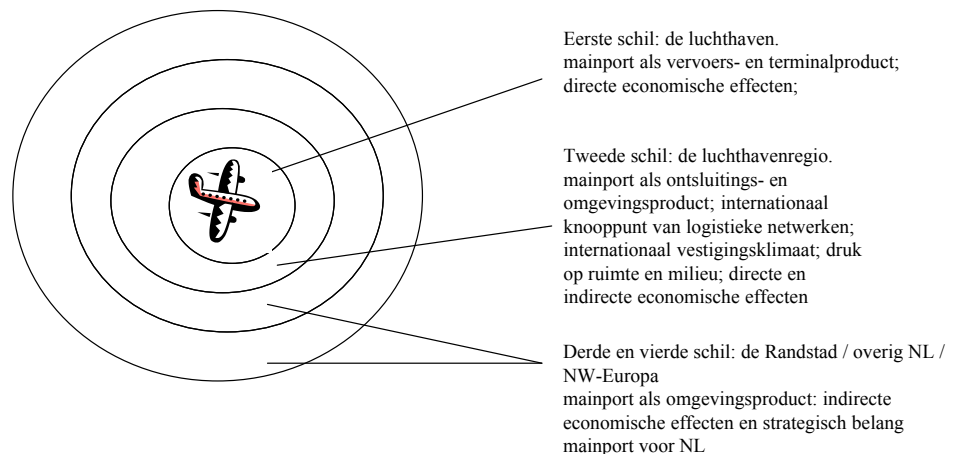 Eerste schil: de luchthaven.
mainport als vervoers- en terminalproduct;
directe economische effecten;
Tweede schil: de luchthavenregio.
mainport als ontsluitings- en
omgevingsproduct; internationaal
knooppunt van logistieke netwerken;
internationaal vestigingsklimaat; druk
op ruimte en milieu; directe en
indirecte economische effecten
Derde en vierde schil: de Randstad / overig NL /
NW-Europa
mainport als omgevingsproduct: indirecte
economische effecten en strategisch belang
mainport voor NL